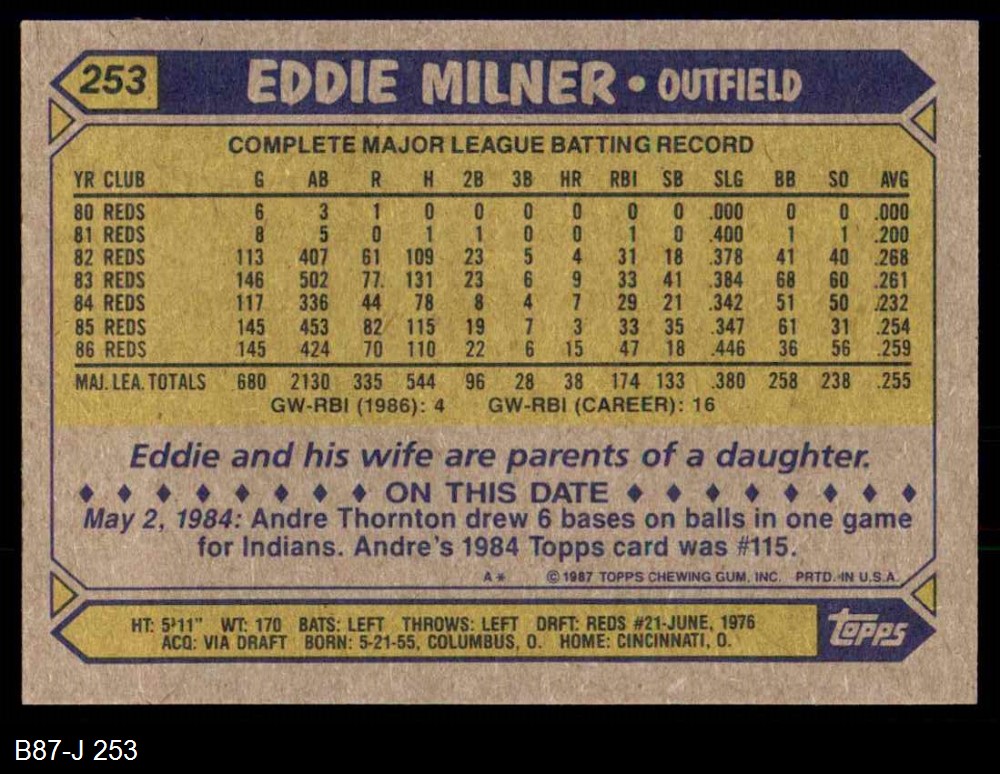 253 EDDIE MILNER • OUTFIELD
COMPLETE MAJOR LEAGUE BATTING RECORD
YR CLUB G AB R H 2B 3B HR RBI SB SLG BB SO AVG
80 REDS 6 3 1 0 0 0 0 0 0 .000 0 0 .000
81 REDS 8 5 0 1 1 0 0 1 0 .400 1 1 .200
82 REDS 113 407 61 109 23 5 4 31 18 .378 41 40 .268
83 REDS 146 502 77. 131 23 6 9 33 41 .384 68 60 .261
84 REDS 117 336 44 78 8 4 7 29 21 .342 51 50 .232
85 REDS 145 453 82 115 19 7 3 33 35 .347 61 31 .254
86 REDS 145 424 70 110 22 6 15 47 18 .446 36 56 .259
MAJ. LEA. TOTALS 680 2130 335 544 96 28 38 174 133 .380 258 238 .255
GW-RBI (1986): 4 GW-RBI (CAREER): 16
Eddie and his wife are parents of a daughter.
♦ ♦ ♦ ♦ ♦ ♦ ♦ ♦ ON THIS DATE ♦ ♦ ♦ ♦ ♦ ♦ ♦ ♦
May 2, 1984: Andre Thornton drew 6 bases on balls in one game
for Indians. Andre's 1984 Topps card was #115.
A* © 1987 TOPPS CHEWING GUM, INC. PRTD. IN U.S.A.
HT: 5'11" WT: 170 BATS: LEFT THROWS: LEFT DRFT: REDS #21-JUNE, 1976
ACQ: VIA DRAFT BORN: 5-21-55, COLUMBUS, O. HOME: CINCINNATI, O.
topps
B87-J 253